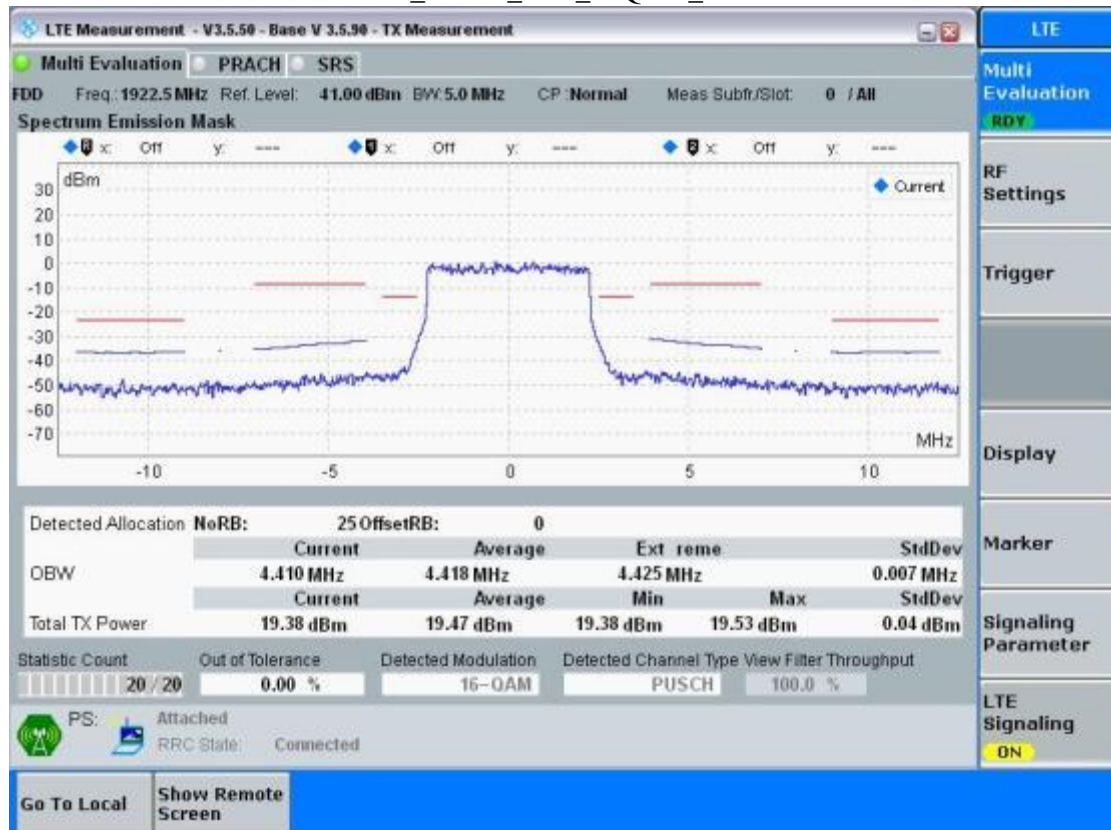 LTE Measurement - V3.5.50 - Base V 3.5.90 - TX Measurement
LTE
Multi Evaluation PRACH SRS
Multi
Evaluation
RDY
FDD Freq.: 1922.5 MHz Ref. Level: 41.00 dBm BW: 5.0 MHz CP :Normal Meas Subfr./Slot: 0 / All
Spectrum Emission Mask
x: Off y: --- x: Off y: --- x: Off y: ---
dBm
Current
30
20
10
0
-10
-20
-30
-40
-50
-60
-70
MHz
-10 -5 0 5 10
RF
Settings
Trigger
Display
Marker
Signaling
Parameter
LTE
Signaling
ON
Detected Allocation NoRB: 25 OffsetRB: 0
Current Average Ext reme StdDev
OBW 4.410 MHz 4.418 MHz 4.425 MHz 0.007 MHz
Current Average Min Max StdDev
Total TX Power 19.38 dBm 19.47 dBm 19.38 dBm 19.53 dBm 0.04 dBm
Statistic Count Out of Tolerance Detected Modulation Detected Channel Type View Filter Throughput
20 / 20 0.00 % 16-QAM PUSCH 100.0 %
PS: Attached
RRC State: Connected
Go To Local
Show Remote
Screen